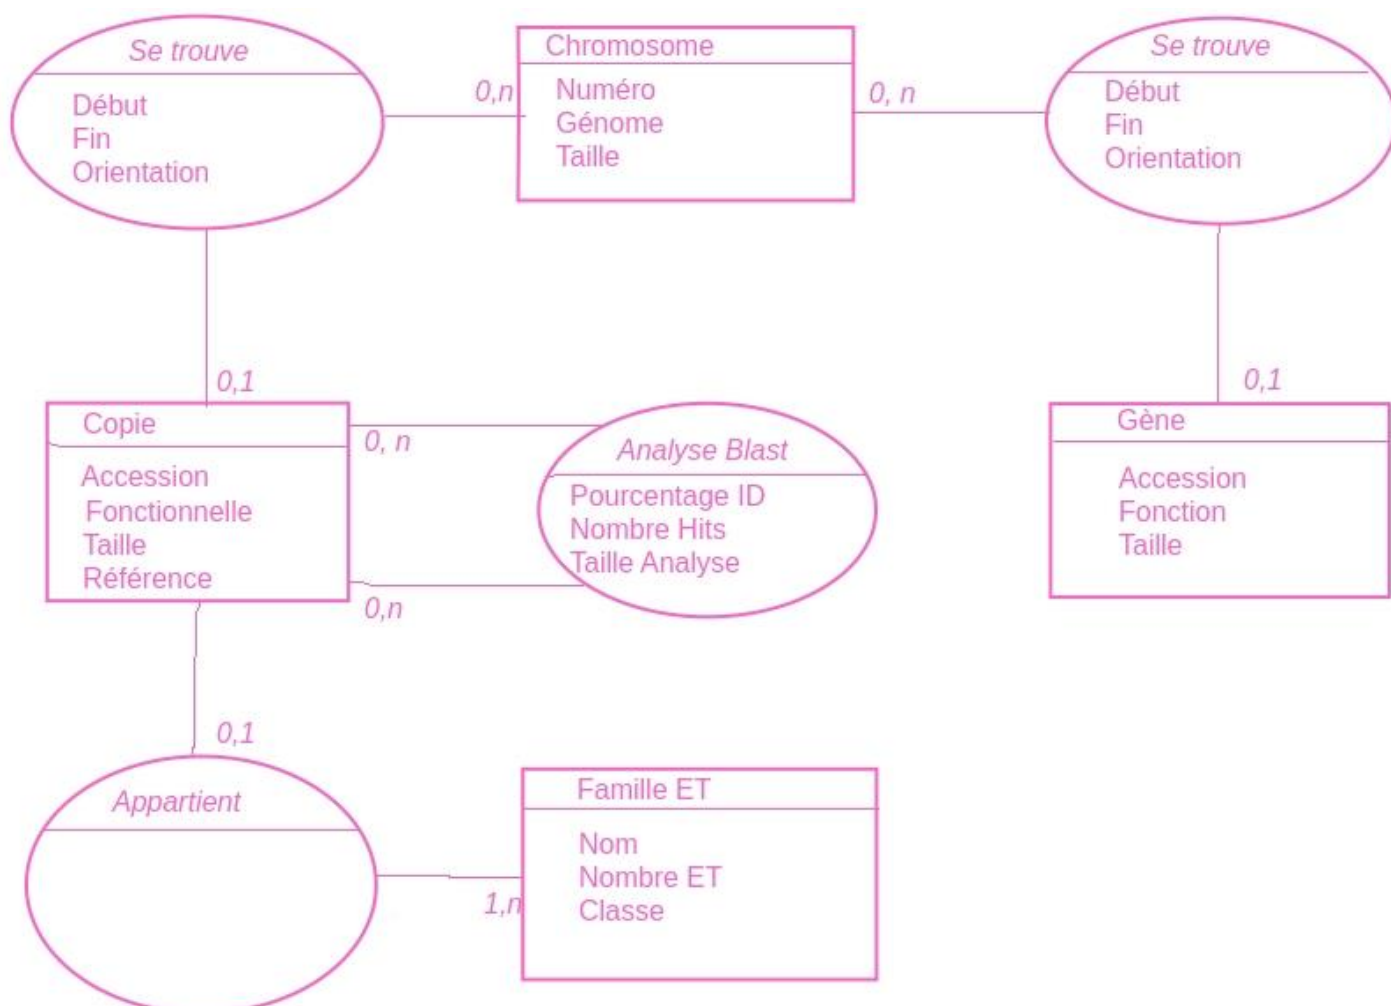 Se trouve
Début
Fin
Orientation
0,n
Chromosome
Numéro
Génome
Taille
0, n
Se trouve
Début
Fin
Orientation
0,1
0,1
Copie
Accession
Fonctionnelle
Taille
Référence
0, n
0,n
Analyse Blast
Pourcentage ID
Nombre Hits
Taille Analyse
Gène
Accession
Fonction
Taille
0,1
Appartient
1,n
Famille ET
Nom
Nombre ET
Classe